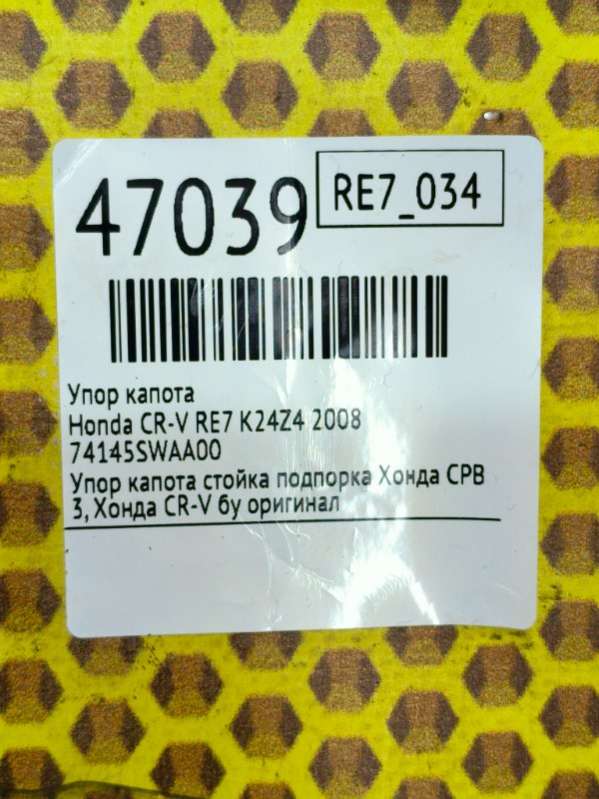 47039
RE7_034
Упор капота
Honda CR-V RE7 K24Z4 2008
74145SWAA00
Упор капота стойка подпорка Хонда СРВ
3, Хонда CR-V бу оригинал